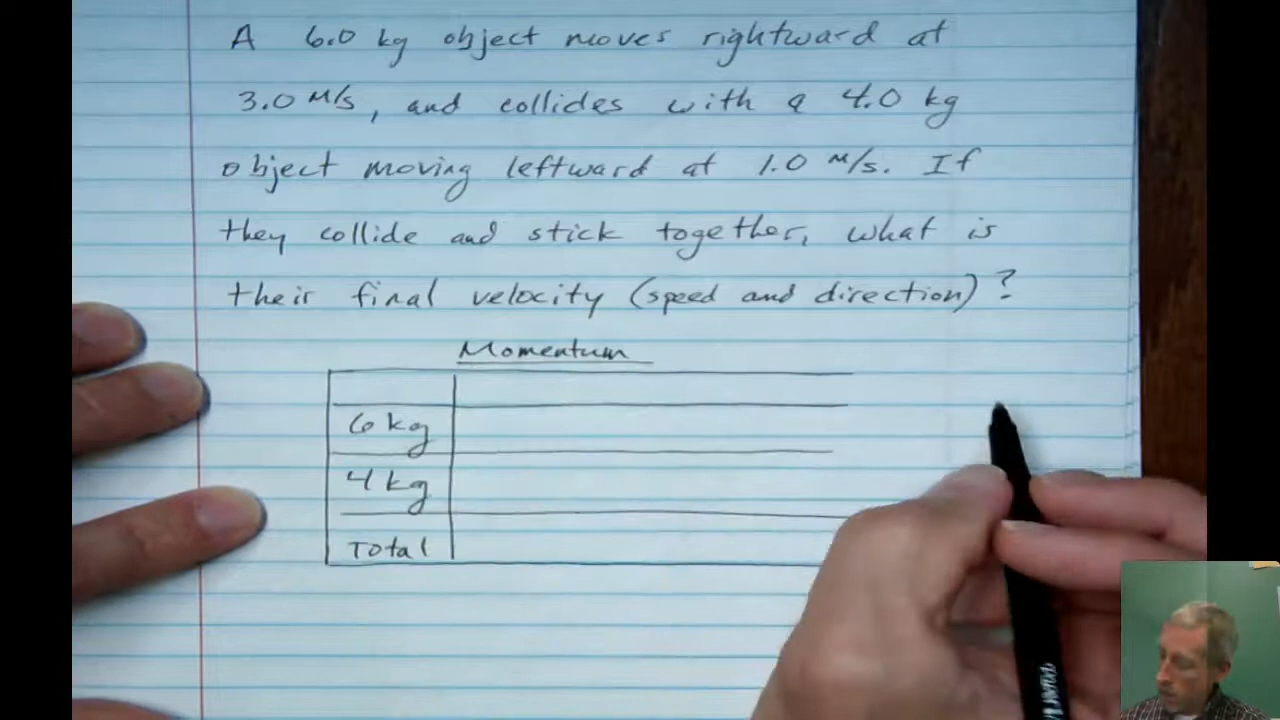 A 6.0 kg object moves rightward at
3.0 m/s, and collides with a 4.0 kg
object moving leftward at 1.0 m/s. If
they collide and stick together, what is
their final velocity (speed and direction)?
Momentum
6 kg
4 kg
Total